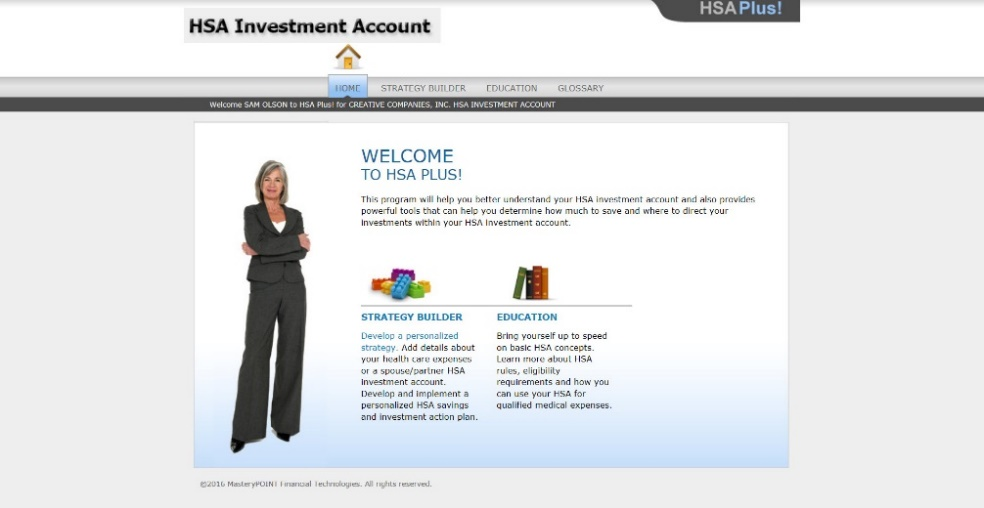 HSA Plus!
HSA Investment Account
HOME STRATEGY BUILDER EDUCATION GLOSSARY
Welcome SAM OLSON to HSA Plus! for CREATIVE COMPANIES, INC. HSA INVESTMENT ACCOUNT
WELCOME
TO HSA PLUS!
This program will help you better understand your HSA investment account and also provides
powerful tools that can help you determine how much to save and where to direct your
investments within your HSA investment account.
STRATEGY BUILDER
Develop a personalized
strategy. Add details about
your health care expenses
or a spouse/partner HSA
investment account.
Develop and implement a
personalized HSA savings
and investment action plan.
EDUCATION
Bring yourself up to speed
on basic HSA concepts.
Learn more about HSA
rules, eligibility
requirements and how you
can use your HSA for
qualified medical expenses.
©2016 MasteryPOINT Financial Technologies. All rights reserved.